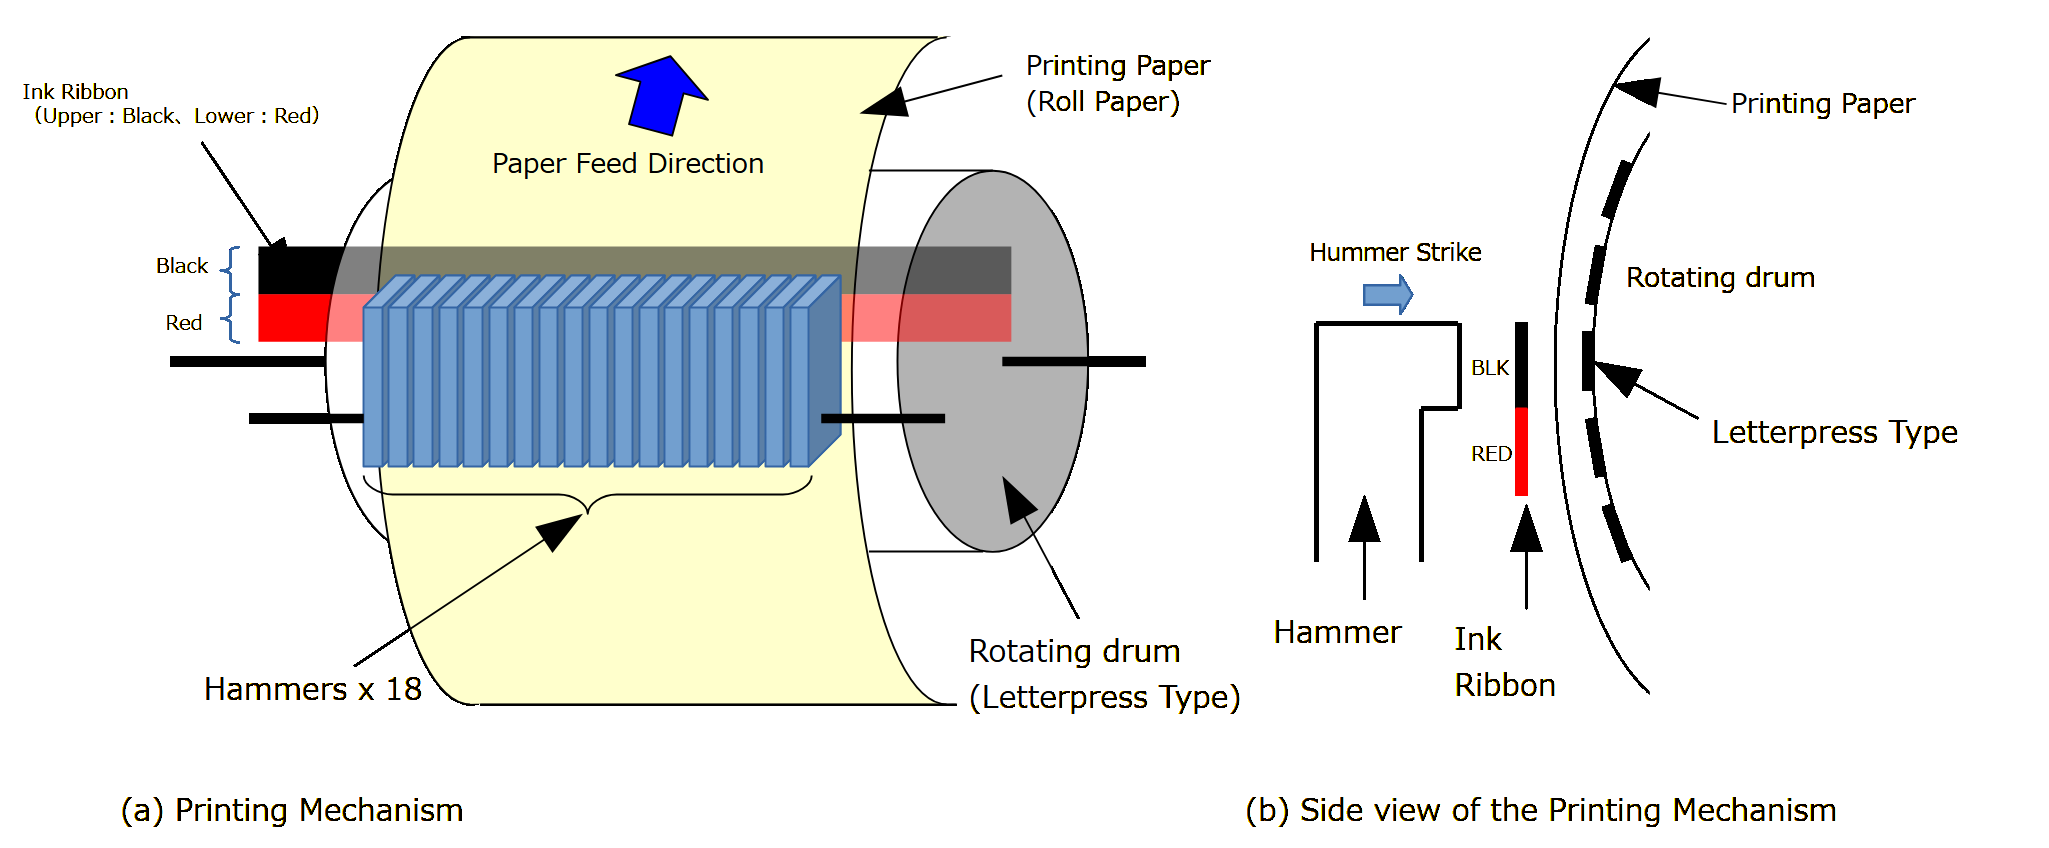 Ink Ribbon
（Upper : Black、Lower : Red）
Black
Red
Paper Feed Direction
Printing Paper
(Roll Paper)
Hammers x 18
Rotating drum
(Letterpress Type)
(a) Printing Mechanism
Printing Paper
Hummer Strike
Rotating drum
BLK
RED
Letterpress Type
Hammer
Ink
Ribbon
(b) Side view of the Printing Mechanism